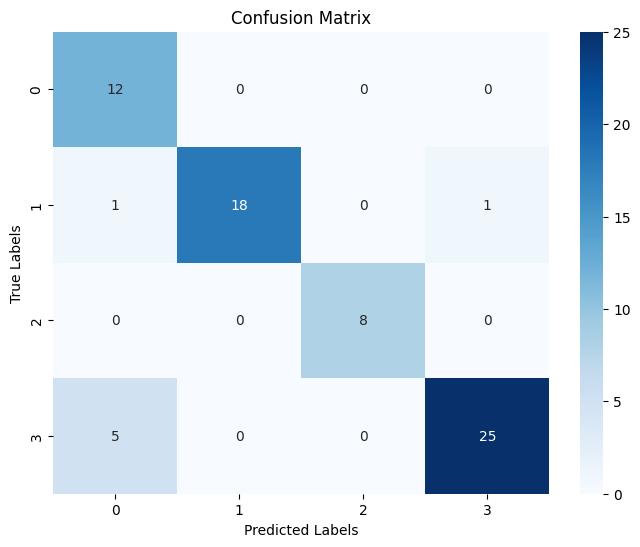 Confusion Matrix
True Labels
0 12 0 0 0
1 1 18 0 1
2 0 0 8 0
3 5 0 0 25
0 1 2 3
Predicted Labels
25
20
15
10
5
0